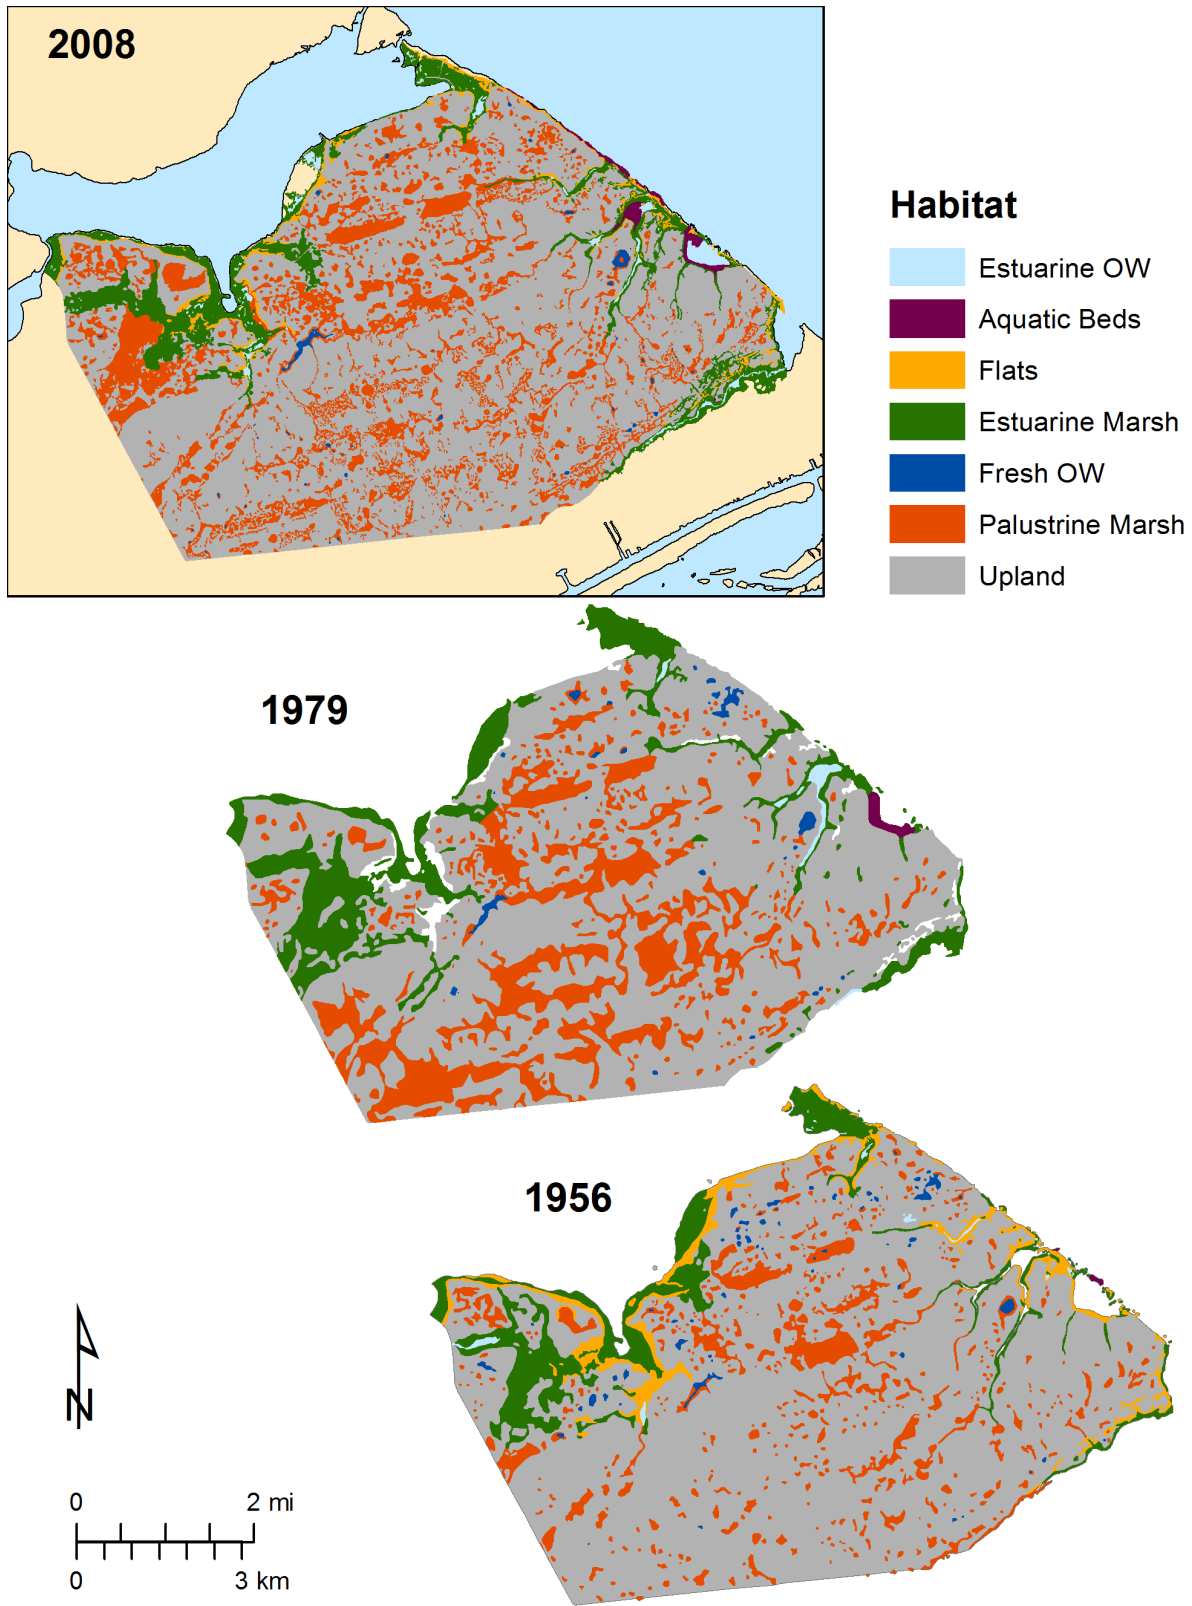 2008
Habitat
Estuarine OW
Aquatic Beds
Flats
Estuarine Marsh
Fresh OW
Palustrine Marsh
Upland
1979
1956
N
0 2 mi
0 3 km